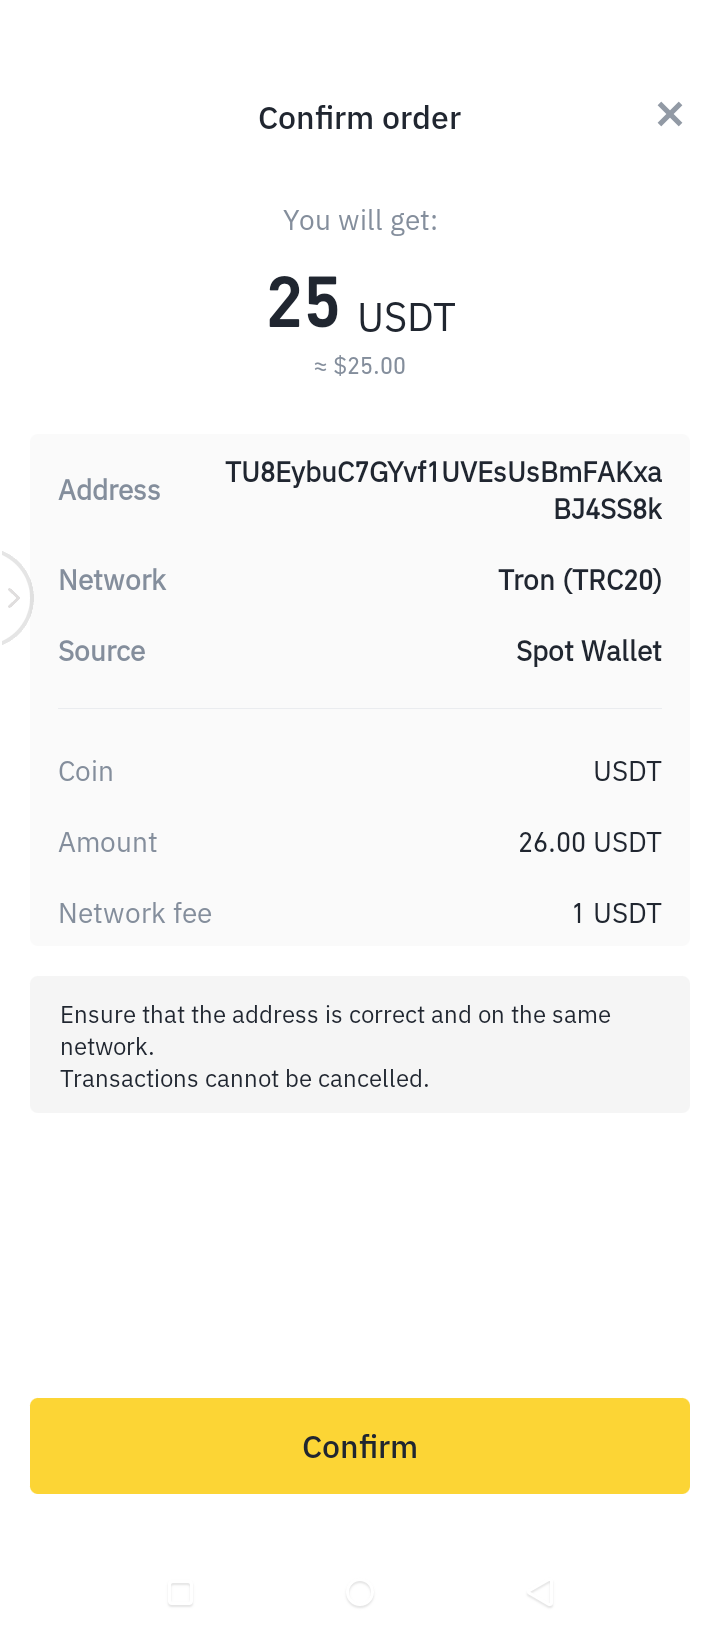 Confirm order
You will get:
25 USDT
≈ $25.00
Address TU8EybuC7GYvf1UVEsUsBmFAKxa
BJ4SS8k
Network Tron (TRC20)
Source Spot Wallet
Coin USDT
Amount 26.00 USDT
Network fee 1 USDT
Ensure that the address is correct and on the same
network.
Transactions cannot be cancelled.
Confirm